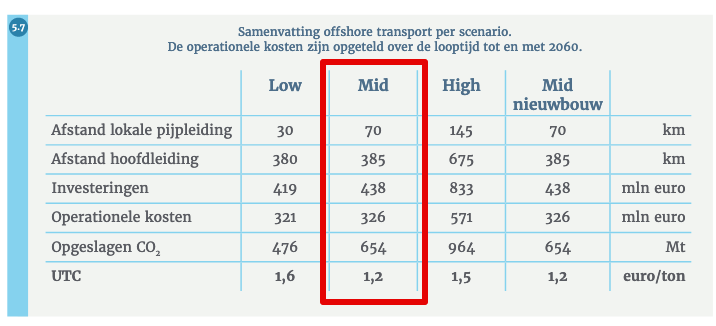 5.7
Samenvatting offshore transport per scenario.
De operationele kosten zijn opgeteld over de looptijd tot en met 2060.
Low Mid High Mid nieuwbouw
Afstand lokale pijpleiding 30 70 145 70 km
Afstand hoofdleiding 380 385 675 385 km
Investeringen 419 438 833 438 mln euro
Operationele kosten 321 326 571 326 mln euro
Opgeslagen CO₂ 476 654 964 654 Mt
UTC 1,6 1,2 1,5 1,2 euro/ton